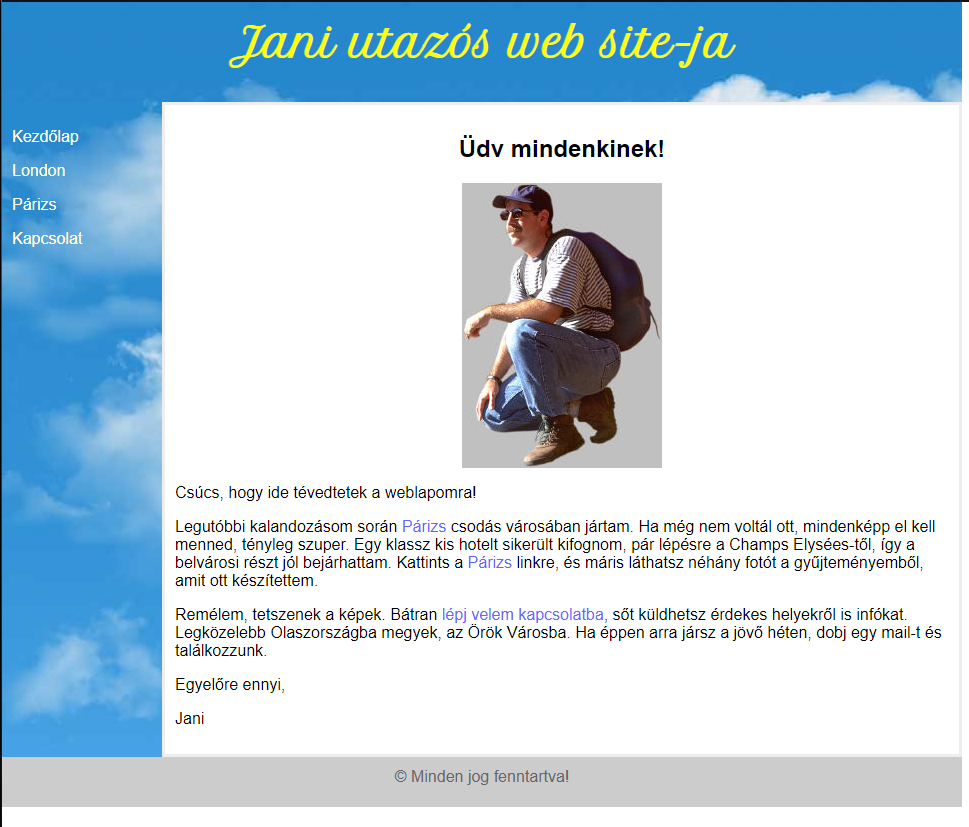 Jani utazós web site-ja
Kezdőlap
London
Párizs
Kapcsolat
Üdv mindenkinek!
Csúcs, hogy ide tévedtetek a weblapomra!
Legutóbbi kalandozásom során Párizs csodás városában jártam. Ha még nem voltál ott, mindenképp el kell
menned, tényleg szuper. Egy klassz kis hotelt sikerült kifognom, pár lépésre a Champs Elysées-től, így a
belvárosi részt jól bejárhattam. Kattints a Párizs linkre, és máris láthatsz néhány fotót a gyűjteményemből,
amit ott készítettem.
Remélem, tetszenek a képek. Bátran lépj velem kapcsolatba, sőt küldhetsz érdekes helyekről is infókat.
Legközelebb Olaszországba megyek, az Örök Városba. Ha éppen arra jársz a jövő héten, dobj egy mail-t és
találkozzunk.
Egyelőre ennyi,
Jani
© Minden jog fenntartva!